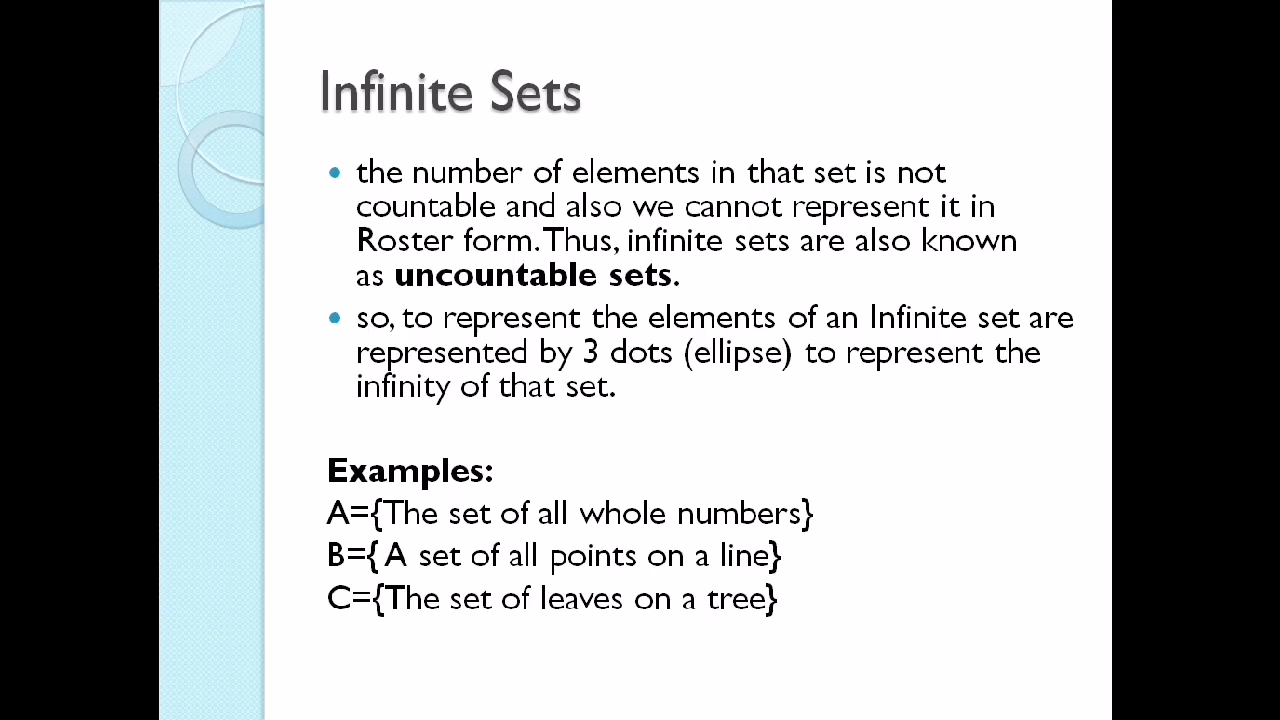 Infinite Sets
• the number of elements in that set is not
countable and also we cannot represent it in
Roster form. Thus, infinite sets are also known
as uncountable sets.
• so, to represent the elements of an Infinite set are
represented by 3 dots (ellipse) to represent the
infinity of that set.
Examples:
A={The set of all whole numbers}
B={ A set of all points on a line}
C={The set of leaves on a tree}